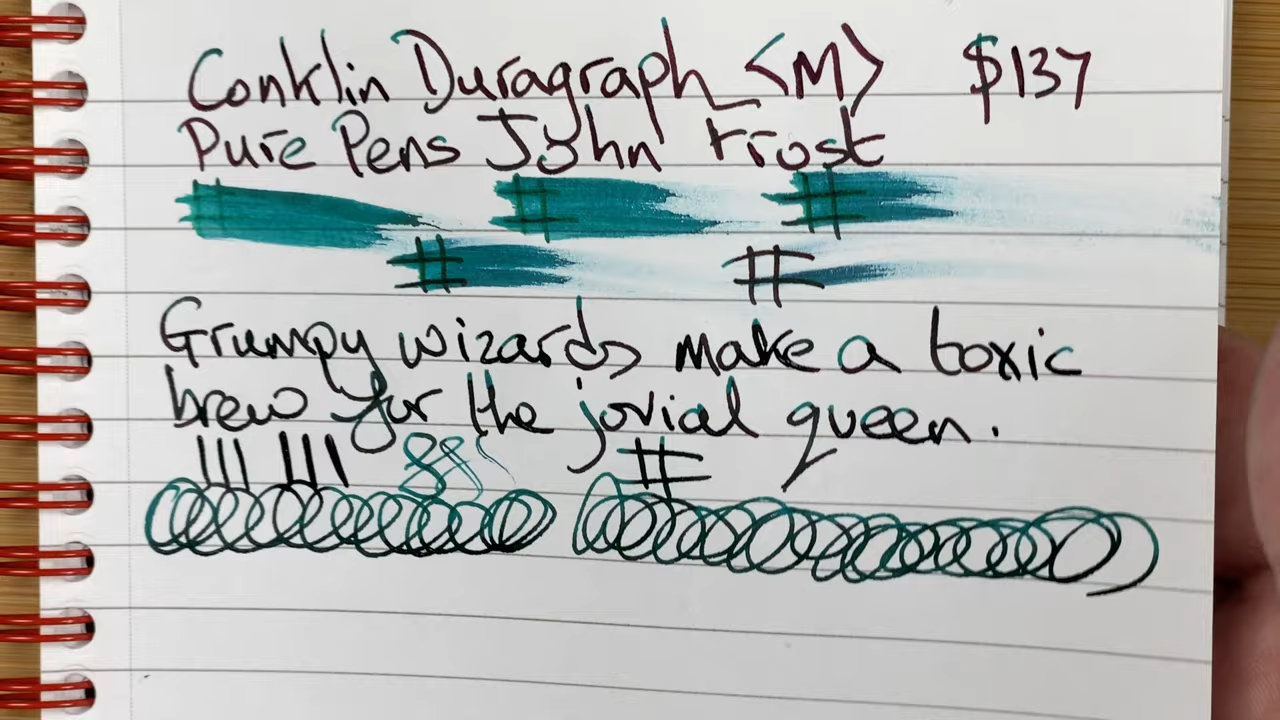 Conklin Duragraph <M> $137
Pure Pens John Frost
# # #
# #
Grumpy wizards make a toxic
brew for the jovial queen.
#